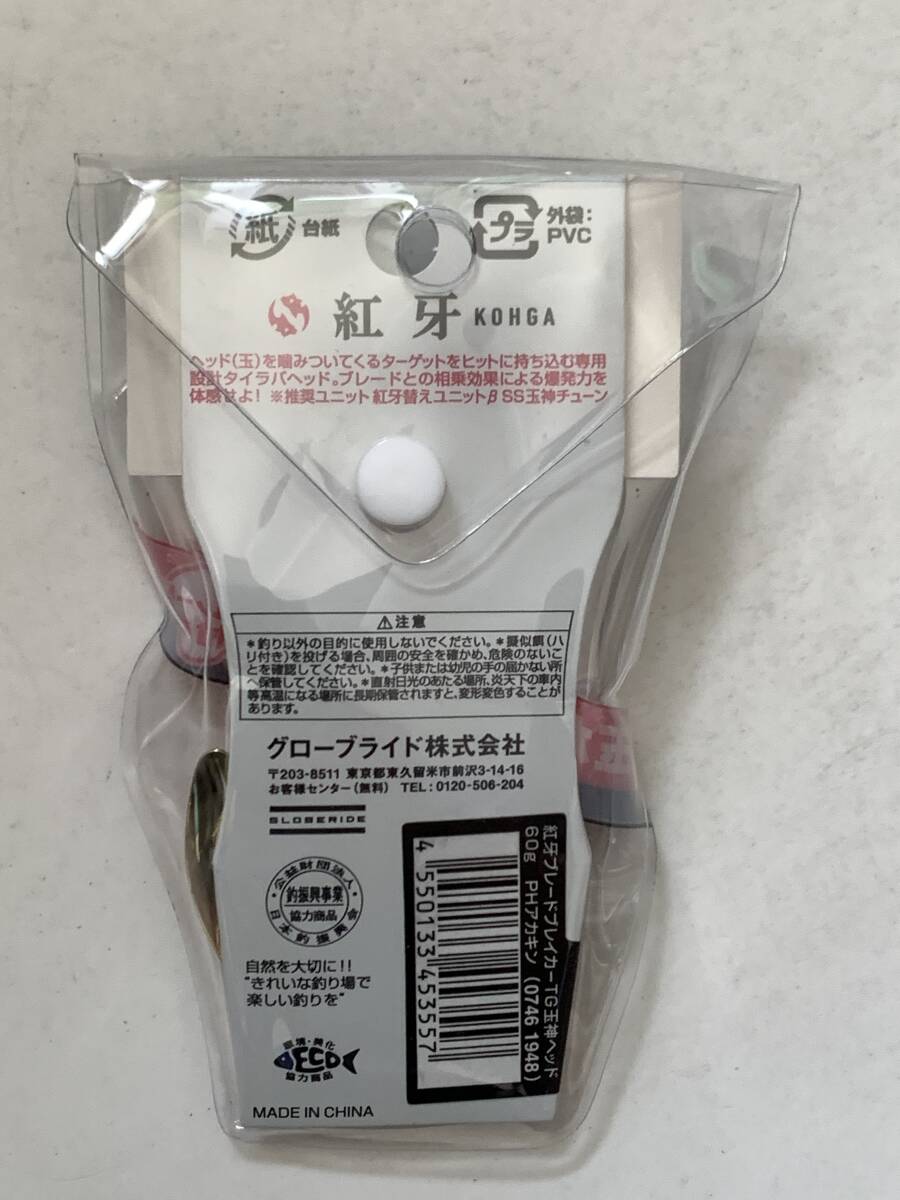 紙 台紙
プラ 外袋:
PVC
紅牙 KOHGA
ヘッド(玉)を噛みついてくるターゲットをヒットに持ち込む専用
設計タイラバヘッド。ブレードとの相乗効果による爆発力を
体感せよ! ※推奨ユニット 紅牙替えユニットβ SS玉神チューン
⚠注意
*釣り以外の目的に使用しないでください。*擬似餌(ハ
リ付き)を投げる場合、周囲の安全を確かめ、危険のないこ
とを確認してください。*子供または幼児の手の届かない所
へ保管してください。*直射日光のあたる場所、炎天下の車内
等高温になる場所に長期保管されますと、変形変色することが
あります。
グローブライド株式会社
〒203-8511 東京都東久留米市前沢3-14-16
お客様センター(無料) TEL:0120-506-204
GLOBERIDE
公益財団法人
釣振興事業
協力商品
日本釣振興会
自然を大切に!!
"きれいな釣り場で
楽しい釣りを"
環境・美化
ECO
協力商品
MADE IN CHINA
紅牙ブレードブレイカーTG玉神ヘッド
60g PHアカキン (0746 1948)
4 550133 453557